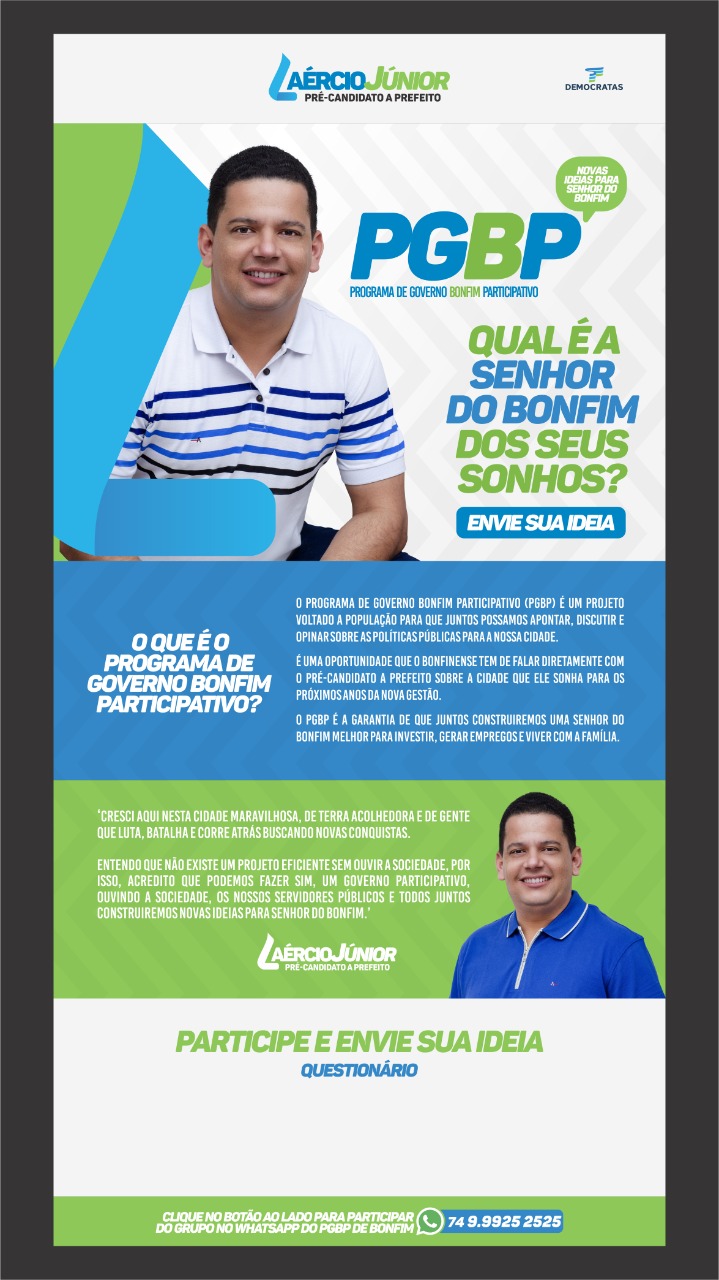 LAÉRCIO JÚNIOR
PRÉ-CANDIDATO A PREFEITO
DEMOCRATAS
NOVAS
IDEIAS PARA
SENHOR DO
BONFIM
PGBP
PROGRAMA DE GOVERNO BONFIM PARTICIPATIVO
QUAL É A
SENHOR
DO BONFIM
DOS SEUS
SONHOS?
ENVIE SUA IDEIA
O QUE É O
PROGRAMA DE
GOVERNO BONFIM
PARTICIPATIVO?
O PROGRAMA DE GOVERNO BONFIM PARTICIPATIVO (PGBP) É UM PROJETO
VOLTADO A POPULAÇÃO PARA QUE JUNTOS POSSAMOS APONTAR, DISCUTIR E
OPINAR SOBRE AS POLÍTICAS PÚBLICAS PARA A NOSSA CIDADE.
É UMA OPORTUNIDADE QUE O BONFINENSE TEM DE FALAR DIRETAMENTE COM
O PRÉ-CANDIDATO A PREFEITO SOBRE A CIDADE QUE ELE SONHA PARA OS
PRÓXIMOS ANOS DA NOVA GESTÃO.
O PGBP É A GARANTIA DE QUE JUNTOS CONSTRUIREMOS UMA SENHOR DO
BONFIM MELHOR PARA INVESTIR, GERAR EMPREGOS E VIVER COM A FAMÍLIA.
'CRESCI AQUI NESTA CIDADE MARAVILHOSA, DE TERRA ACOLHEDORA E DE GENTE
QUE LUTA, BATALHA E CORRE ATRÁS BUSCANDO NOVAS CONQUISTAS.
ENTENDO QUE NÃO EXISTE UM PROJETO EFICIENTE SEM OUVIR A SOCIEDADE, POR
ISSO, ACREDITO QUE PODEMOS FAZER SIM, UM GOVERNO PARTICIPATIVO,
OUVINDO A SOCIEDADE, OS NOSSOS SERVIDORES PÚBLICOS E TODOS JUNTOS
CONSTRUIREMOS NOVAS IDEIAS PARA SENHOR DO BONFIM.'
LAÉRCIO JÚNIOR
PRÉ-CANDIDATO A PREFEITO
PARTICIPE E ENVIE SUA IDEIA
QUESTIONÁRIO
CLIQUE NO BOTÃO AO LADO PARA PARTICIPAR
DO GRUPO NO WHATSAPP DO PGBP DE BONFIM
74 9.9925 2525